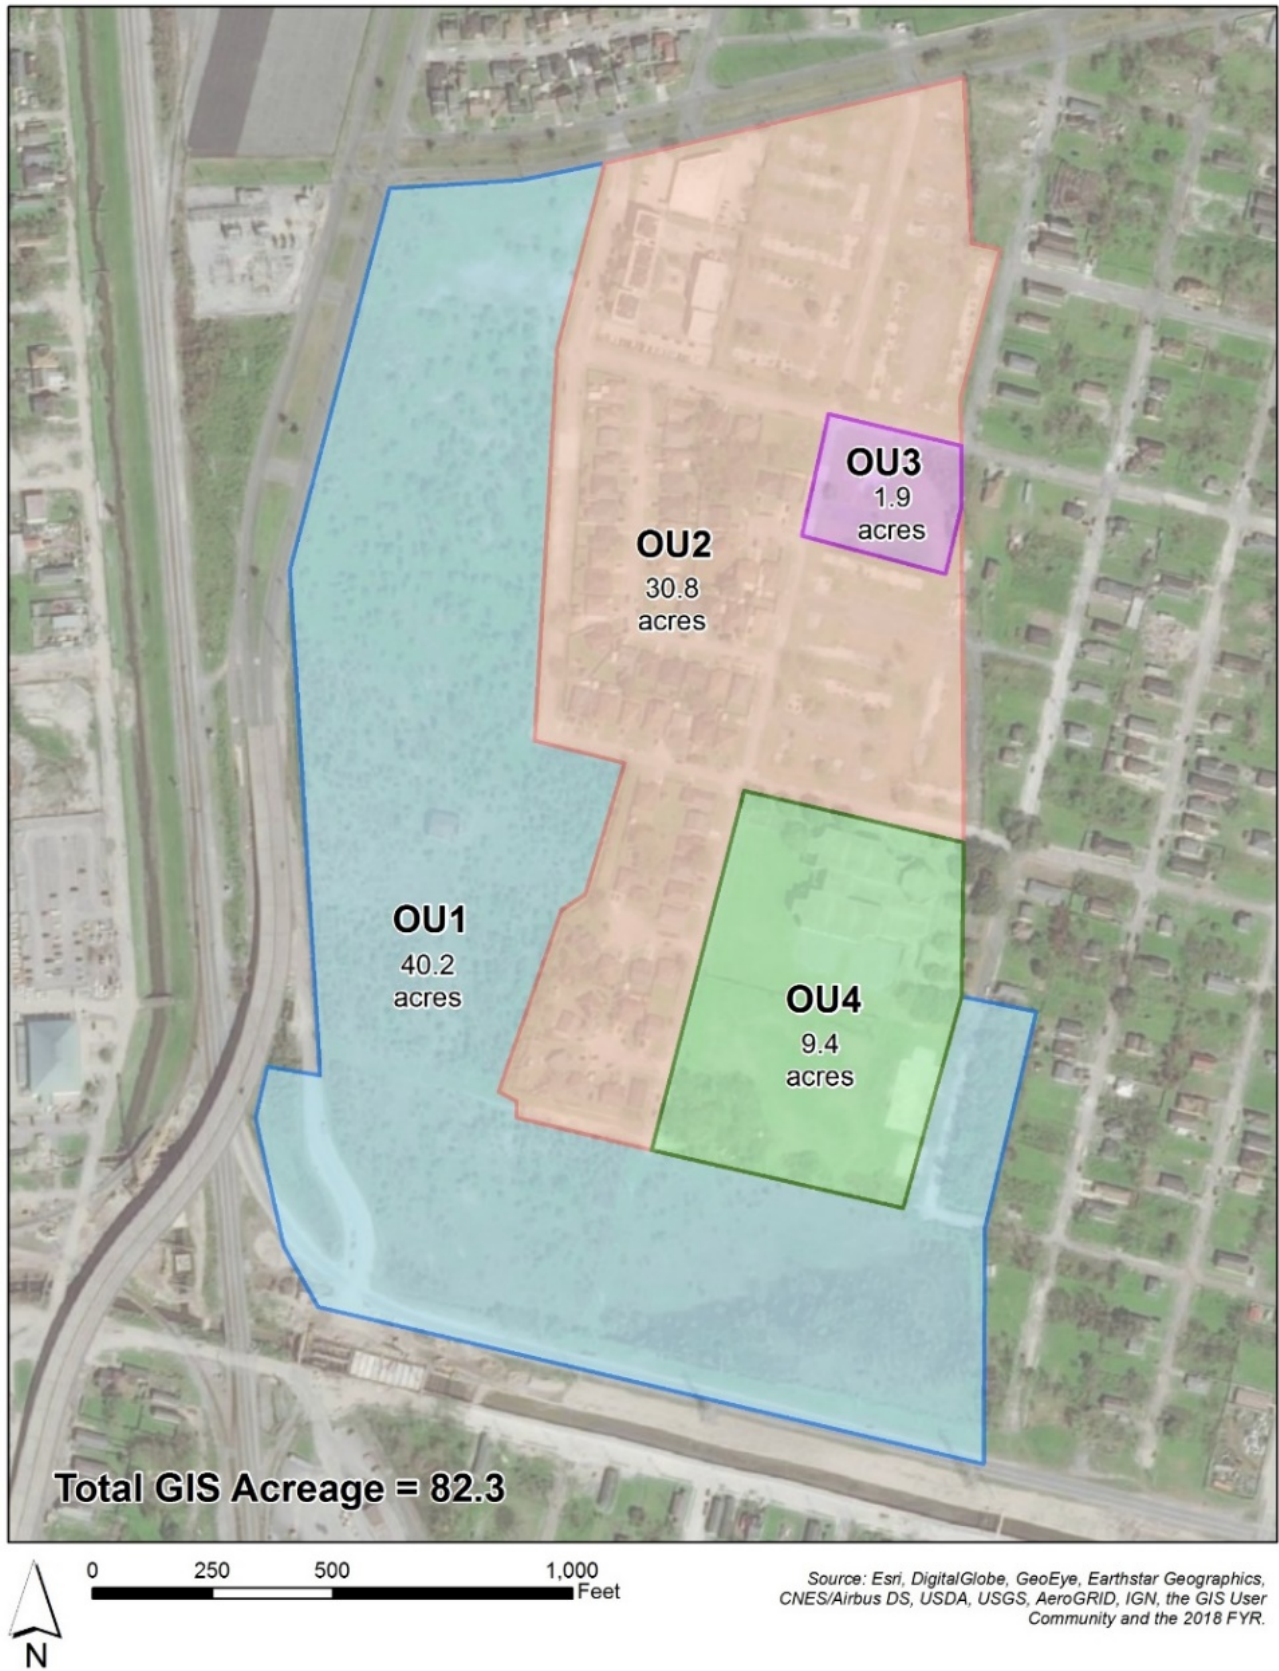 OU3
1.9
acres
OU2
30.8
acres
OU1
40.2
acres
OU4
9.4
acres
Total GIS Acreage = 82.3
0 250 500 1,000
Feet
N
Source: Esri, DigitalGlobe, GeoEye, Earthstar Geographics,
CNES/Airbus DS, USDA, USGS, AeroGRID, IGN, the GIS User
Community and the 2018 FYR.